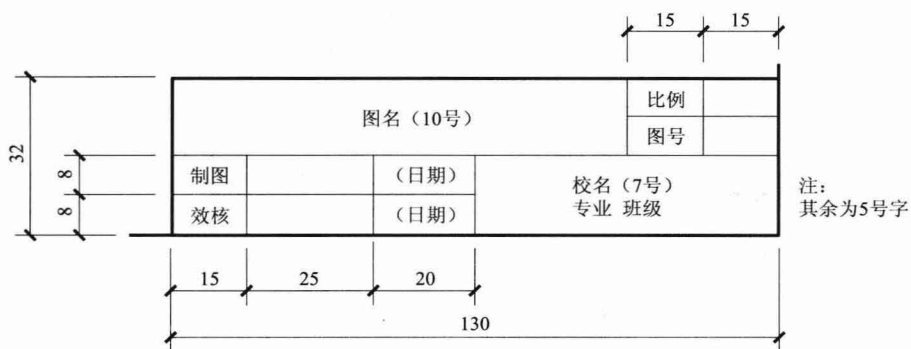 15 15
32
图名（10号）
比例
图号
8
8
制图
（日期）
效核
（日期）
校名（7号）
专业 班级
注：
其余为5号字
15 25 20
130